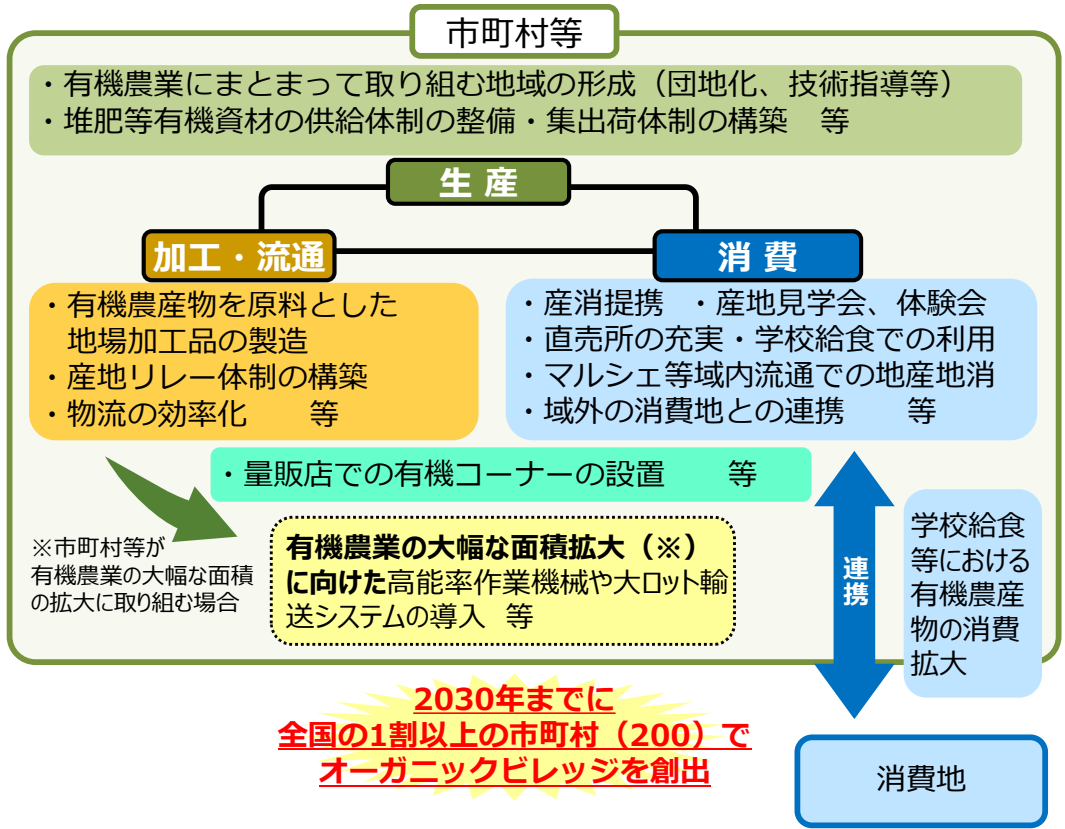 市町村等
・有機農業にまとまって取り組む地域の形成（団地化、技術指導等）
・堆肥等有機資材の供給体制の整備・集出荷体制の構築　等
生 産
加工・流通
・有機農産物を原料とした
地場加工品の製造
・産地リレー体制の構築
・物流の効率化　　等
消 費
・産消提携　・産地見学会、体験会
・直売所の充実・学校給食での利用
・マルシェ等域内流通での地産地消
・域外の消費地との連携　　等
・量販店での有機コーナーの設置　　等
※市町村等が
有機農業の大幅な面積
の拡大に取り組む場合
有機農業の大幅な面積拡大（※）
に向けた高能率作業機械や大ロット輸
送システムの導入　等
連携
学校給食
等における
有機農産
物の消費
拡大
2030年までに
全国の1割以上の市町村（200）で
オーガニックビレッジを創出
消費地